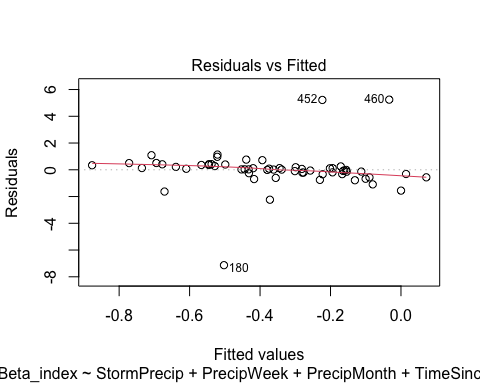 Residuals vs Fitted
Residuals
6
4
2
0
-4
-8
452
460
180
-0.8 -0.6 -0.4 -0.2 0.0
Fitted values
Beta_index ~ StormPrecip + PrecipWeek + PrecipMonth + TimeSinc